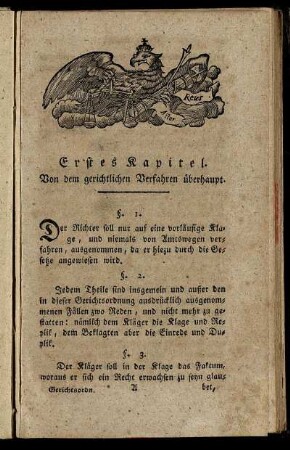 Reus
Actor
Erstes Kapitel.
Von dem gerichtlichen Verfahren überhaupt.
§. 1.
Der Richter soll nur auf eine vorläufige Kla=
ge, und niemals von Amtswegen ver=
fahren, ausgenommen, da er hiezu durch die Ge=
setze angewiesen wird.
§. 2.
Jedem Theile sind insgemein und außer den
in dieser Gerichtsordnung ausdrücklich ausgenom=
menen Fällen zwo Reden, und nicht mehr zu ge=
statten: nämlich dem Kläger die Klage und Re=
plik, dem Beklagten aber die Einrede und Du=
plik.
§. 3.
Der Kläger soll in der Klage das Faktum,
woraus er sich ein Recht erwachsen zu seyn glau=
Gerichtsordn. A bet,